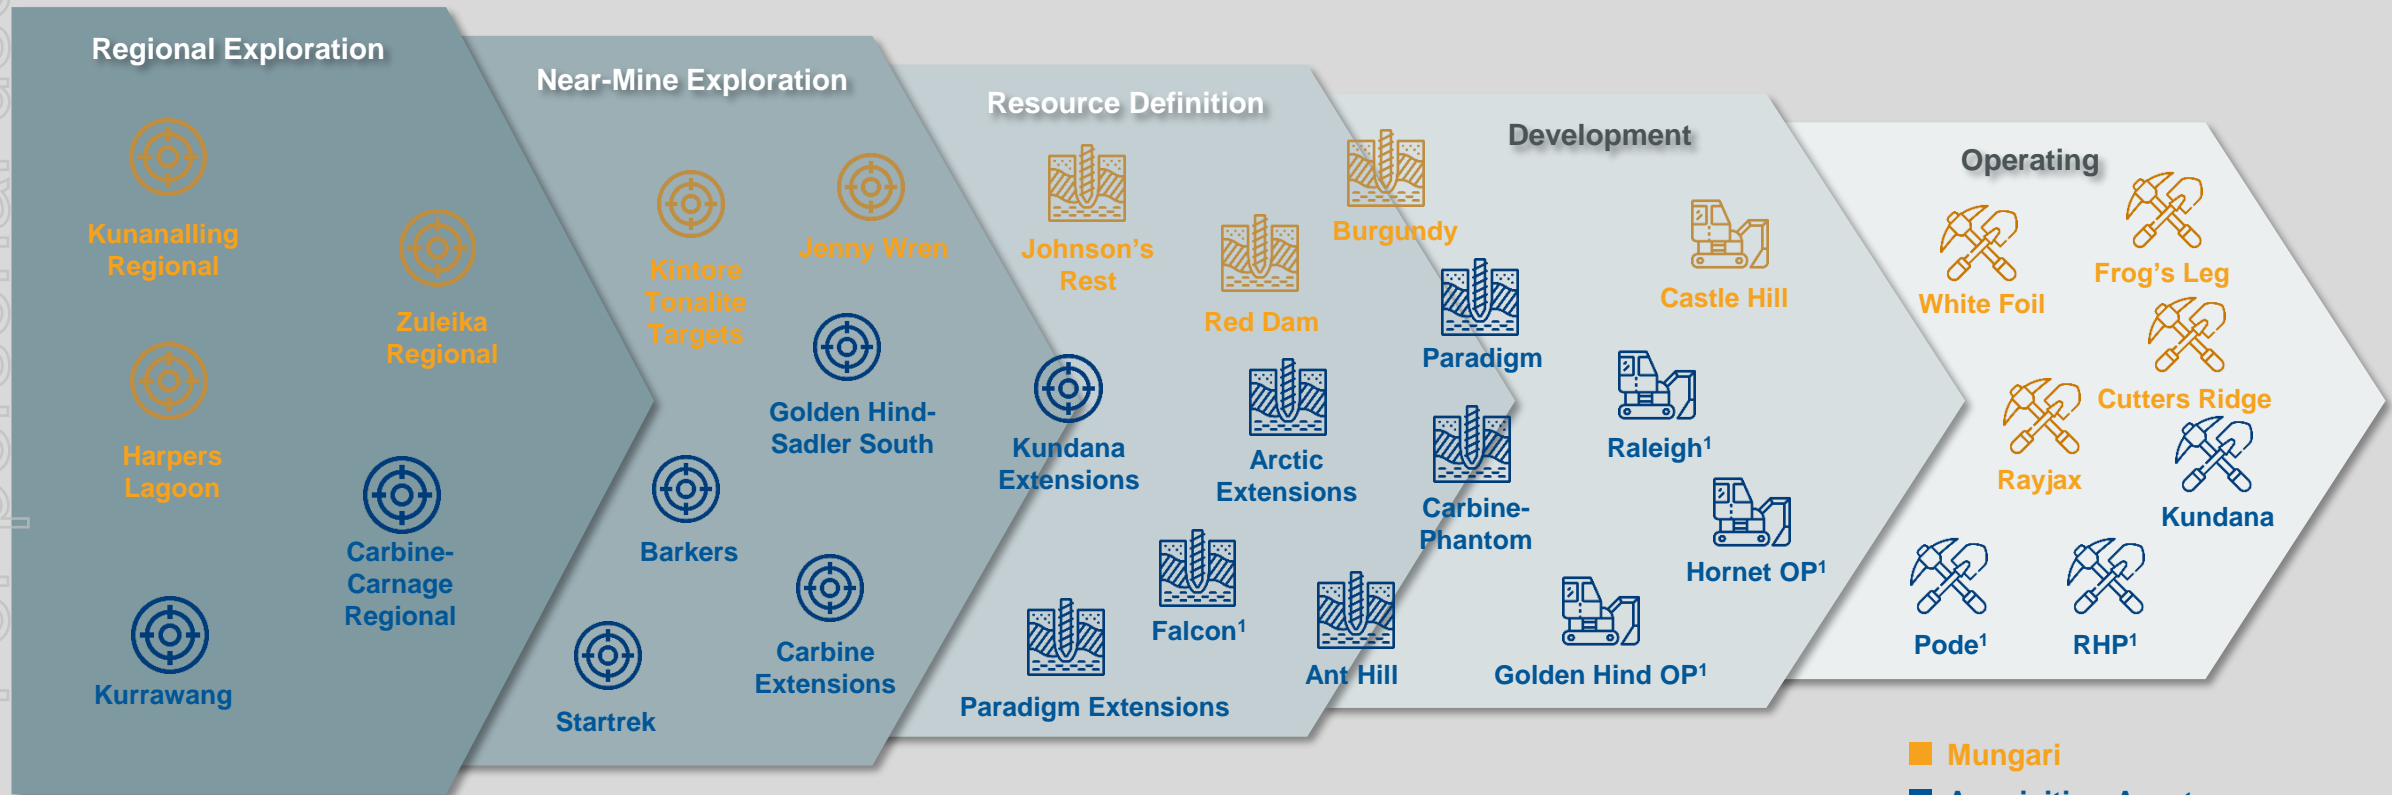 Regional Exploration
Kunanalling
Regional
Zuleika
Regional
Harpers
Lagoon
Carbine-
Carnage
Regional
Kurrawang
Near-Mine Exploration
Kintore
Tonalite
Targets
Jenny Wren
Golden Hind-
Sadler South
Barkers
Carbine
Extensions
Startrek
Resource Definition
Johnson’s
Rest
Red Dam
Burgundy
Paradigm
Kundana
Extensions
Arctic
Extensions
Carbine-
Phantom
Falcon¹
Ant Hill
Paradigm Extensions
Development
Castle Hill
Raleigh¹
Hornet OP¹
Golden Hind OP¹
Operating
White Foil
Frog’s Leg
Cutters Ridge
Rayjax
Kundana
Pode¹
RHP¹
Mungari